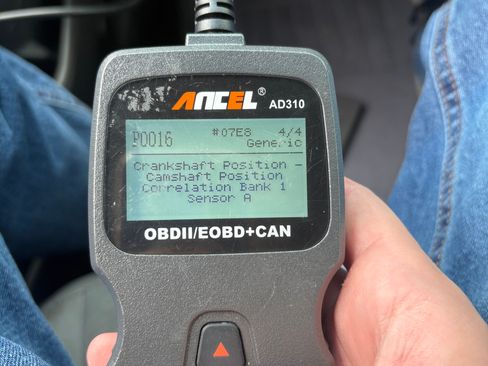 ANCEL®
AD310
P0016 #07E8 4/4
Generic
Crankshaft Position -
Camshaft Position
Correlation Bank 1
Sensor A
OBDII/EOBD+CAN